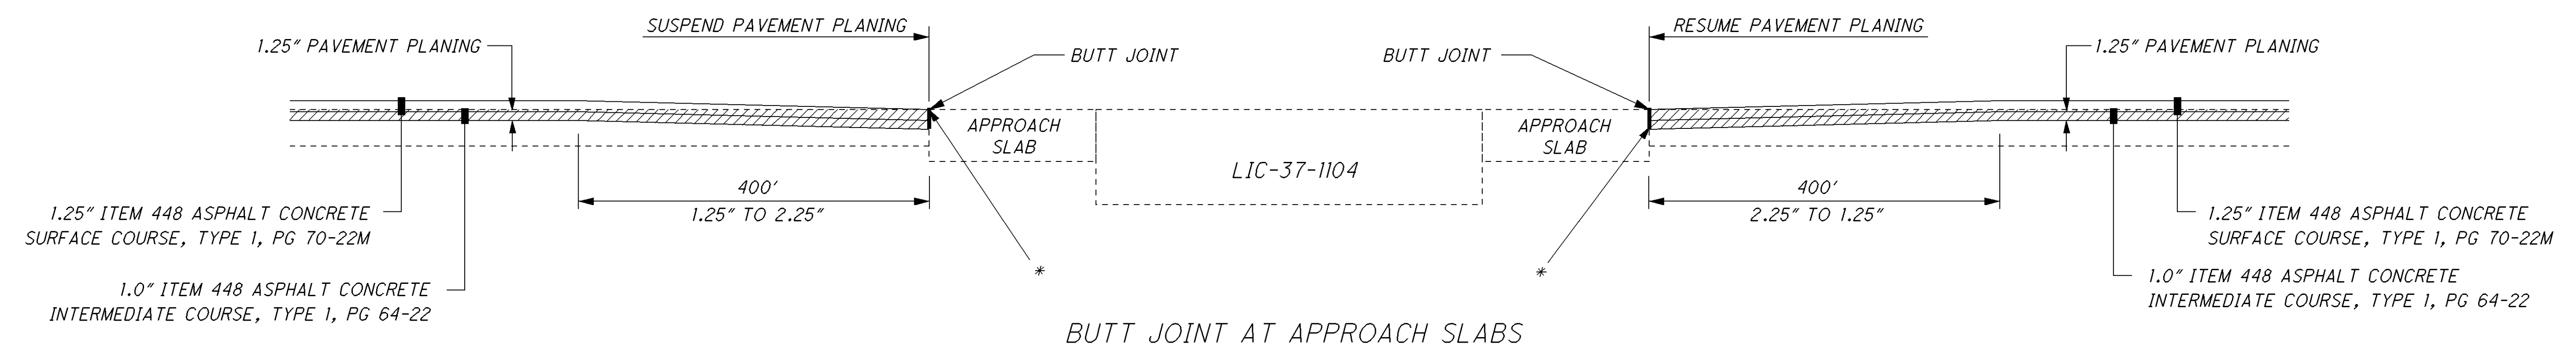 SUSPEND PAVEMENT PLANING
RESUME PAVEMENT PLANING
1.25" PAVEMENT PLANING
BUTT JOINT
BUTT JOINT
1.25" PAVEMENT PLANING
APPROACH
SLAB
APPROACH
SLAB
LIC-37-1104
400'
1.25" TO 2.25"
400'
2.25" TO 1.25"
1.25" ITEM 448 ASPHALT CONCRETE
SURFACE COURSE, TYPE 1, PG 70-22M
1.25" ITEM 448 ASPHALT CONCRETE
SURFACE COURSE, TYPE 1, PG 70-22M
*
*
1.0" ITEM 448 ASPHALT CONCRETE
INTERMEDIATE COURSE, TYPE 1, PG 64-22
1.0" ITEM 448 ASPHALT CONCRETE
INTERMEDIATE COURSE, TYPE 1, PG 64-22
BUTT JOINT AT APPROACH SLABS